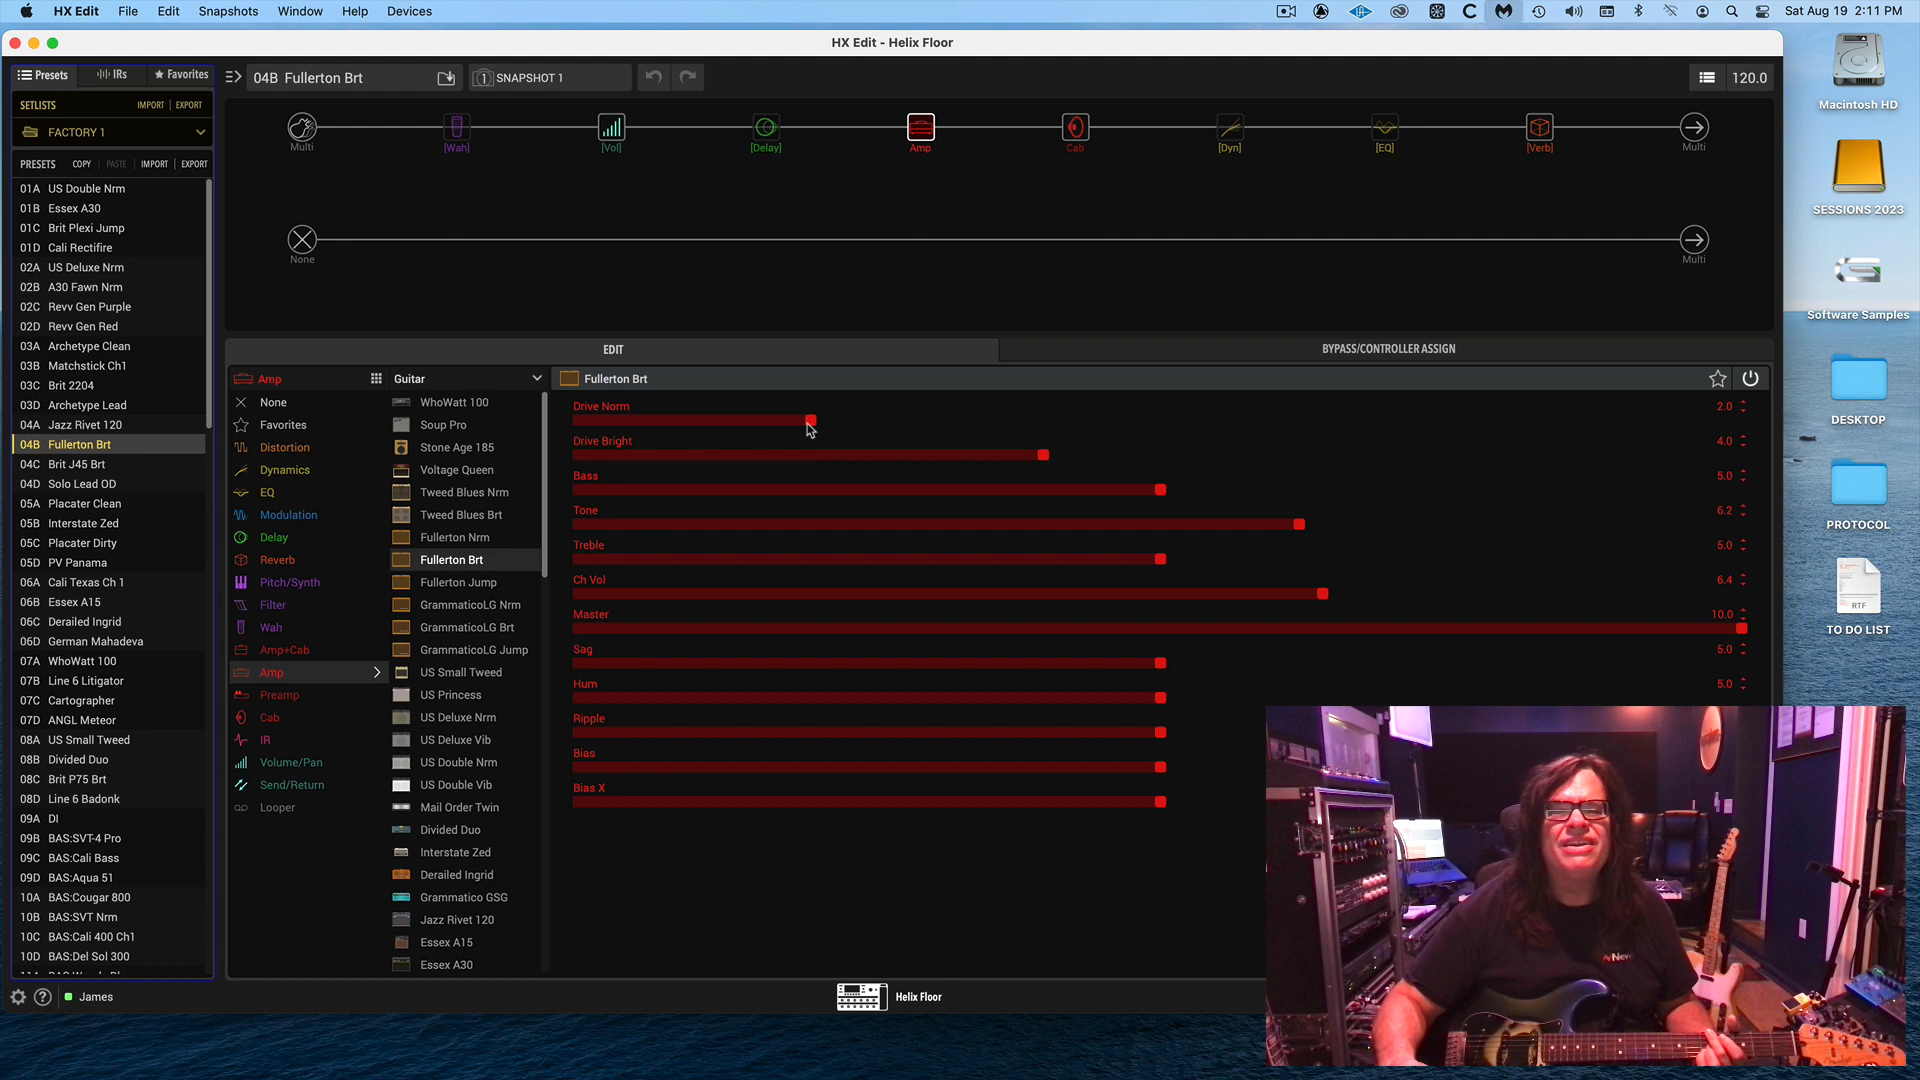 HX Edit File Edit Snapshots Window Help Devices
Sat Aug 19 2:11 PM
HX Edit - Helix Floor
Presets IRs Favorites
04B Fullerton Brt
1 SNAPSHOT 1
120.0
SETLISTS IMPORT | EXPORT
FACTORY 1
PRESETS COPY PASTE IMPORT EXPORT
01A US Double Nrm
01B Essex A30
01C Brit Plexi Jump
01D Cali Rectifire
02A US Deluxe Nrm
02B A30 Fawn Nrm
02C Revv Gen Purple
02D Revv Gen Red
03A Archetype Clean
03B Matchstick Ch1
03C Brit 2204
03D Archetype Lead
04A Jazz Rivet 120
04B Fullerton Brt
04C Brit J45 Brt
04D Solo Lead OD
05A Placater Clean
05B Interstate Zed
05C Placater Dirty
05D PV Panama
06A Cali Texas Ch 1
06B Essex A15
06C Derailed Ingrid
06D German Mahadeva
07A WhoWatt 100
07B Line 6 Litigator
07C Cartographer
07D ANGL Meteor
08A US Small Tweed
08B Divided Duo
08C Brit P75 Brt
08D Line 6 Badonk
09A DI
09B BAS:SVT-4 Pro
09C BAS:Cali Bass
09D BAS:Aqua 51
10A BAS:Cougar 800
10B BAS:SVT Nrm
10C BAS:Cali 400 Ch1
10D BAS:Del Sol 300
James
Multi [Wah] [Vol] [Delay] Amp Cab [Dyn] [EQ] [Verb] Multi
None Multi
EDIT BYPASS/CONTROLLER ASSIGN
Amp
None
Favorites
Distortion
Dynamics
EQ
Modulation
Delay
Reverb
Pitch/Synth
Filter
Wah
Amp+Cab
Amp
Preamp
Cab
IR
Volume/Pan
Send/Return
Looper
Guitar
WhoWatt 100
Soup Pro
Stone Age 185
Voltage Queen
Tweed Blues Nrm
Tweed Blues Brt
Fullerton Nrm
Fullerton Brt
Fullerton Jump
GrammaticoLG Nrm
GrammaticoLG Brt
GrammaticoLG Jump
US Small Tweed
US Princess
US Deluxe Nrm
US Deluxe Vib
US Double Nrm
US Double Vib
Mail Order Twin
Divided Duo
Interstate Zed
Derailed Ingrid
Grammatico GSG
Jazz Rivet 120
Essex A15
Essex A30
Fullerton Brt
Drive Norm 2.0
Drive Bright 4.0
Bass 5.0
Tone 6.2
Treble 5.0
Ch Vol 6.4
Master 10.0
Sag 5.0
Hum 5.0
Ripple
Bias
Bias X
Helix Floor
Macintosh HD
SESSIONS 2023
Software Samples
DESKTOP
PROTOCOL
RTF
TO DO LIST
Neve